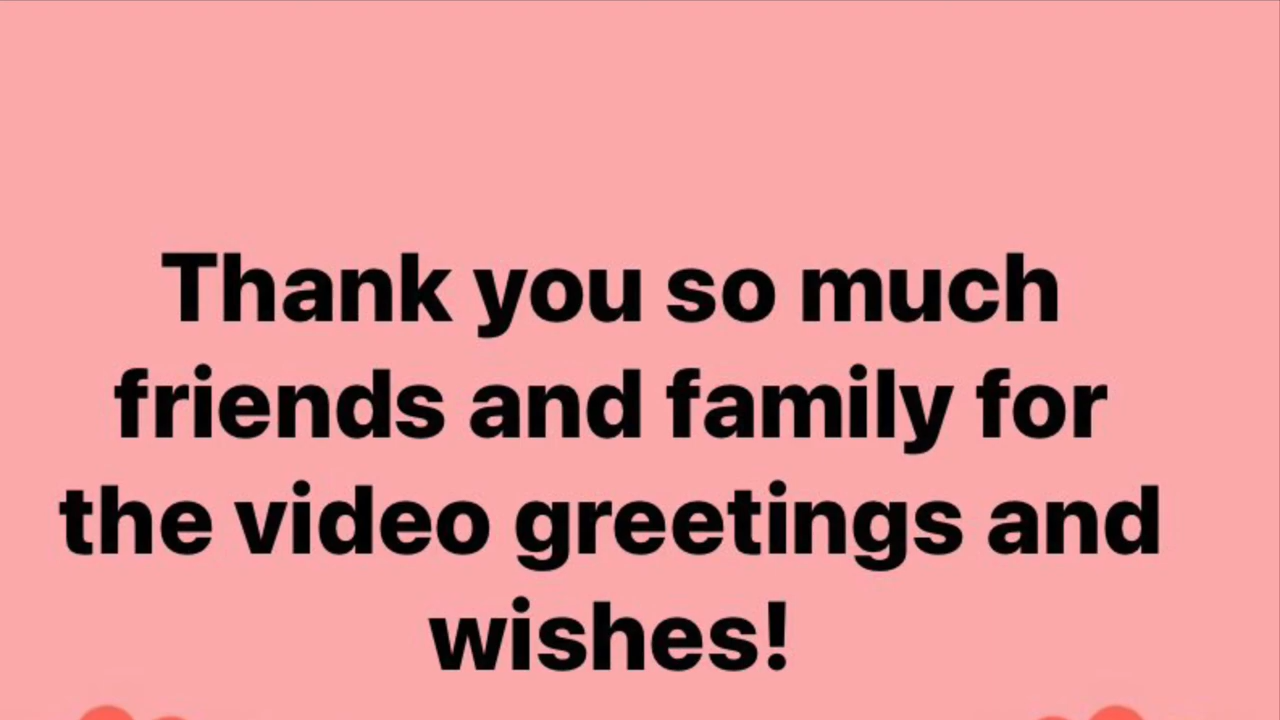 Thank you so much
friends and family for
the video greetings and
wishes!